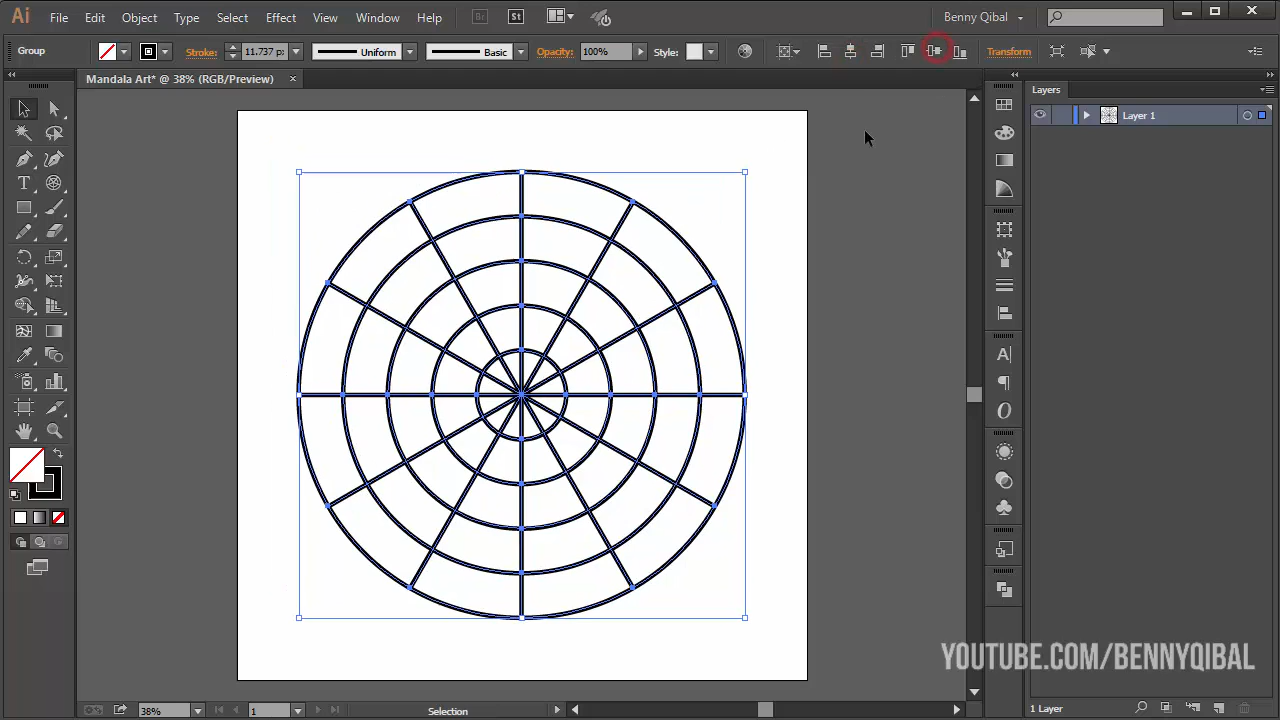 Ai File Edit Object Type Select Effect View Window Help Br St Benny Qibal
Group Stroke: 11.737 p Uniform Basic Opacity: 100% Style: Transform
Mandala Art* @ 38% (RGB/Preview)
Layers
Layer 1
YOUTUBE.COM/BENNYQIBAL
38% 1 Selection 1 Layer